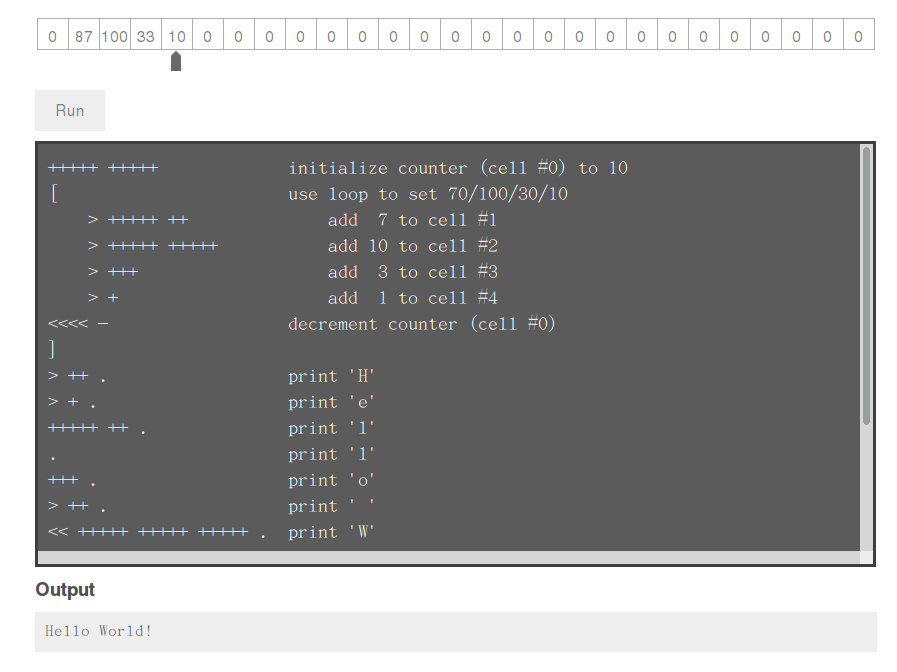 0 87 100 33 10 0 0 0 0 0 0 0 0 0 0 0 0 0 0 0 0 0 0 0 0 0 0
Run
+++++ +++++ initialize counter (cell #0) to 10
[ use loop to set 70/100/30/10
> +++++ ++ add 7 to cell #1
> +++++ +++++ add 10 to cell #2
> +++ add 3 to cell #3
> + add 1 to cell #4
<<<< - decrement counter (cell #0)
]
> ++ . print 'H'
> + . print 'e'
+++++ ++ . print 'l'
. print 'l'
+++ . print 'o'
> ++ . print ' '
<< +++++ +++++ +++++ . print 'W'
Output
Hello World!